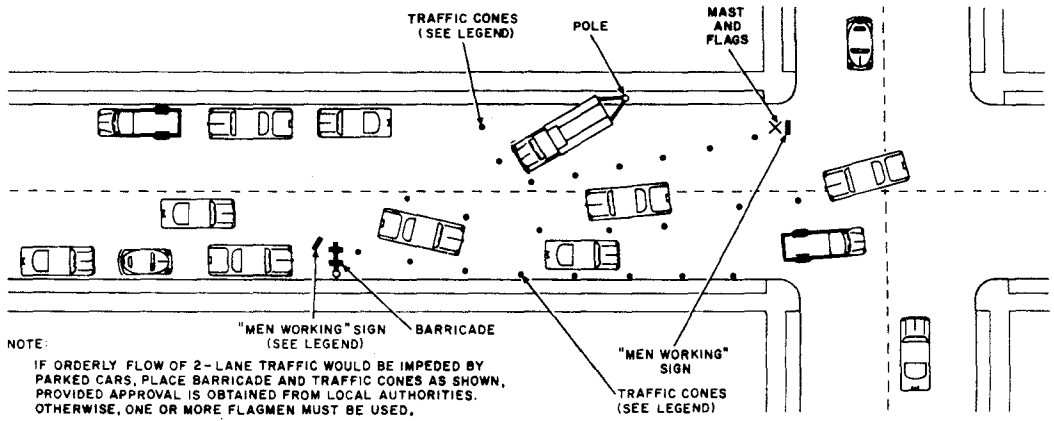 TRAFFIC CONES
(SEE LEGEND)
POLE
MAST
AND
FLAGS
"MEN WORKING" SIGN
(SEE LEGEND)
BARRICADE
"MEN WORKING"
SIGN
TRAFFIC CONES
(SEE LEGEND)
NOTE:
IF ORDERLY FLOW OF 2-LANE TRAFFIC WOULD BE IMPEDED BY
PARKED CARS, PLACE BARRICADE AND TRAFFIC CONES AS SHOWN,
PROVIDED APPROVAL IS OBTAINED FROM LOCAL AUTHORITIES.
OTHERWISE, ONE OR MORE FLAGMEN MUST BE USED.